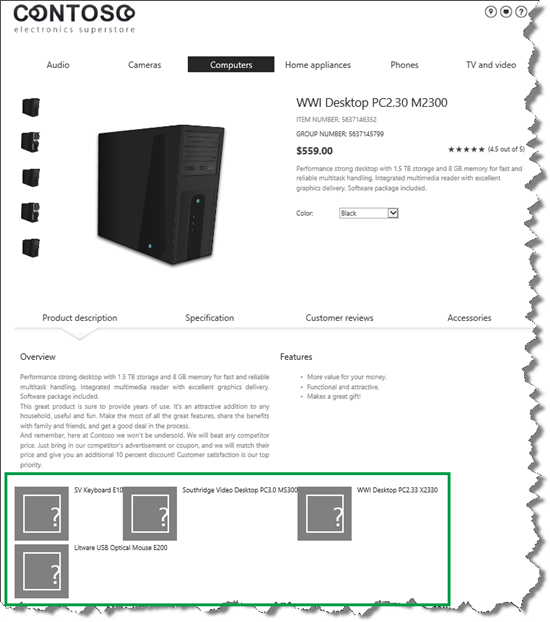 CONTOSO
electronics superstore
?
Audio
Cameras
Computers
Home appliances
Phones
TV and video
WWI Desktop PC2.30 M2300
ITEM NUMBER: 5637146352
GROUP NUMBER: 5637145799
$559.00
★★★★★ (4.5 out of 5)
Performance strong desktop with 1.5 TB storage and 8 GB memory for fast and
reliable multitask handling. Integrated multimedia reader with excellent
graphics delivery. Software package included.
Color:
Black
Product description
Specification
Customer reviews
Accessories
Overview
Performance strong desktop with 1.5 TB storage and 8 GB memory for fast and reliable
multitask handling. Integrated multimedia reader with excellent graphics delivery.
Software package included.
This great product is sure to provide years of use. It's an attractive addition to any
household, useful and fun. Make the most of all the great features, share the benefits
with family and friends, and get a good deal in the process.
And remember, here at Contoso we won't be undersold. We will beat any competitor
price. Just bring in our competitor's advertisement or coupon, and we will match their
price and give you an additional 10 percent discount! Customer satisfaction is our top
priority.
Features
• More value for your money.
• Functional and attractive.
• Makes a great gift!
? SV Keyboard E10
? Southridge Video Desktop PC3.0 MS300
? WWI Desktop PC2.33 X2330
? Litware USB Optical Mouse E200